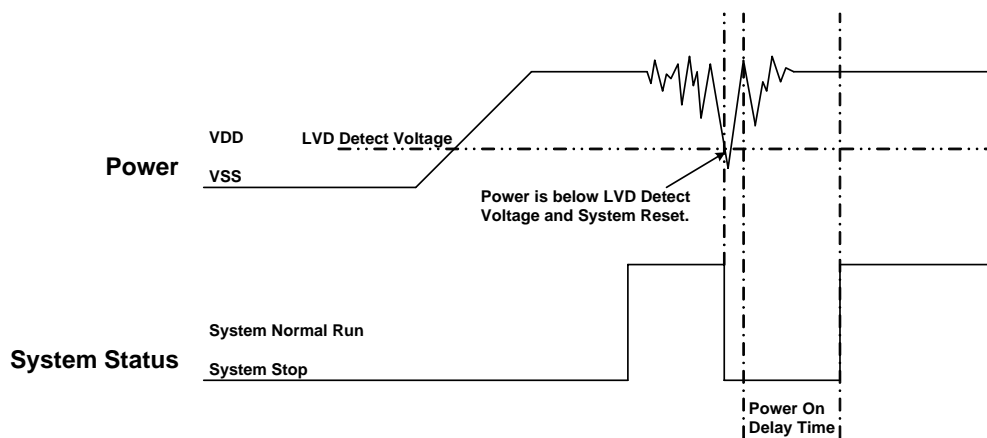 VDD
LVD Detect Voltage
Power
VSS
Power is below LVD Detect
Voltage and System Reset.
System Normal Run
System Status
System Stop
Power On
Delay Time